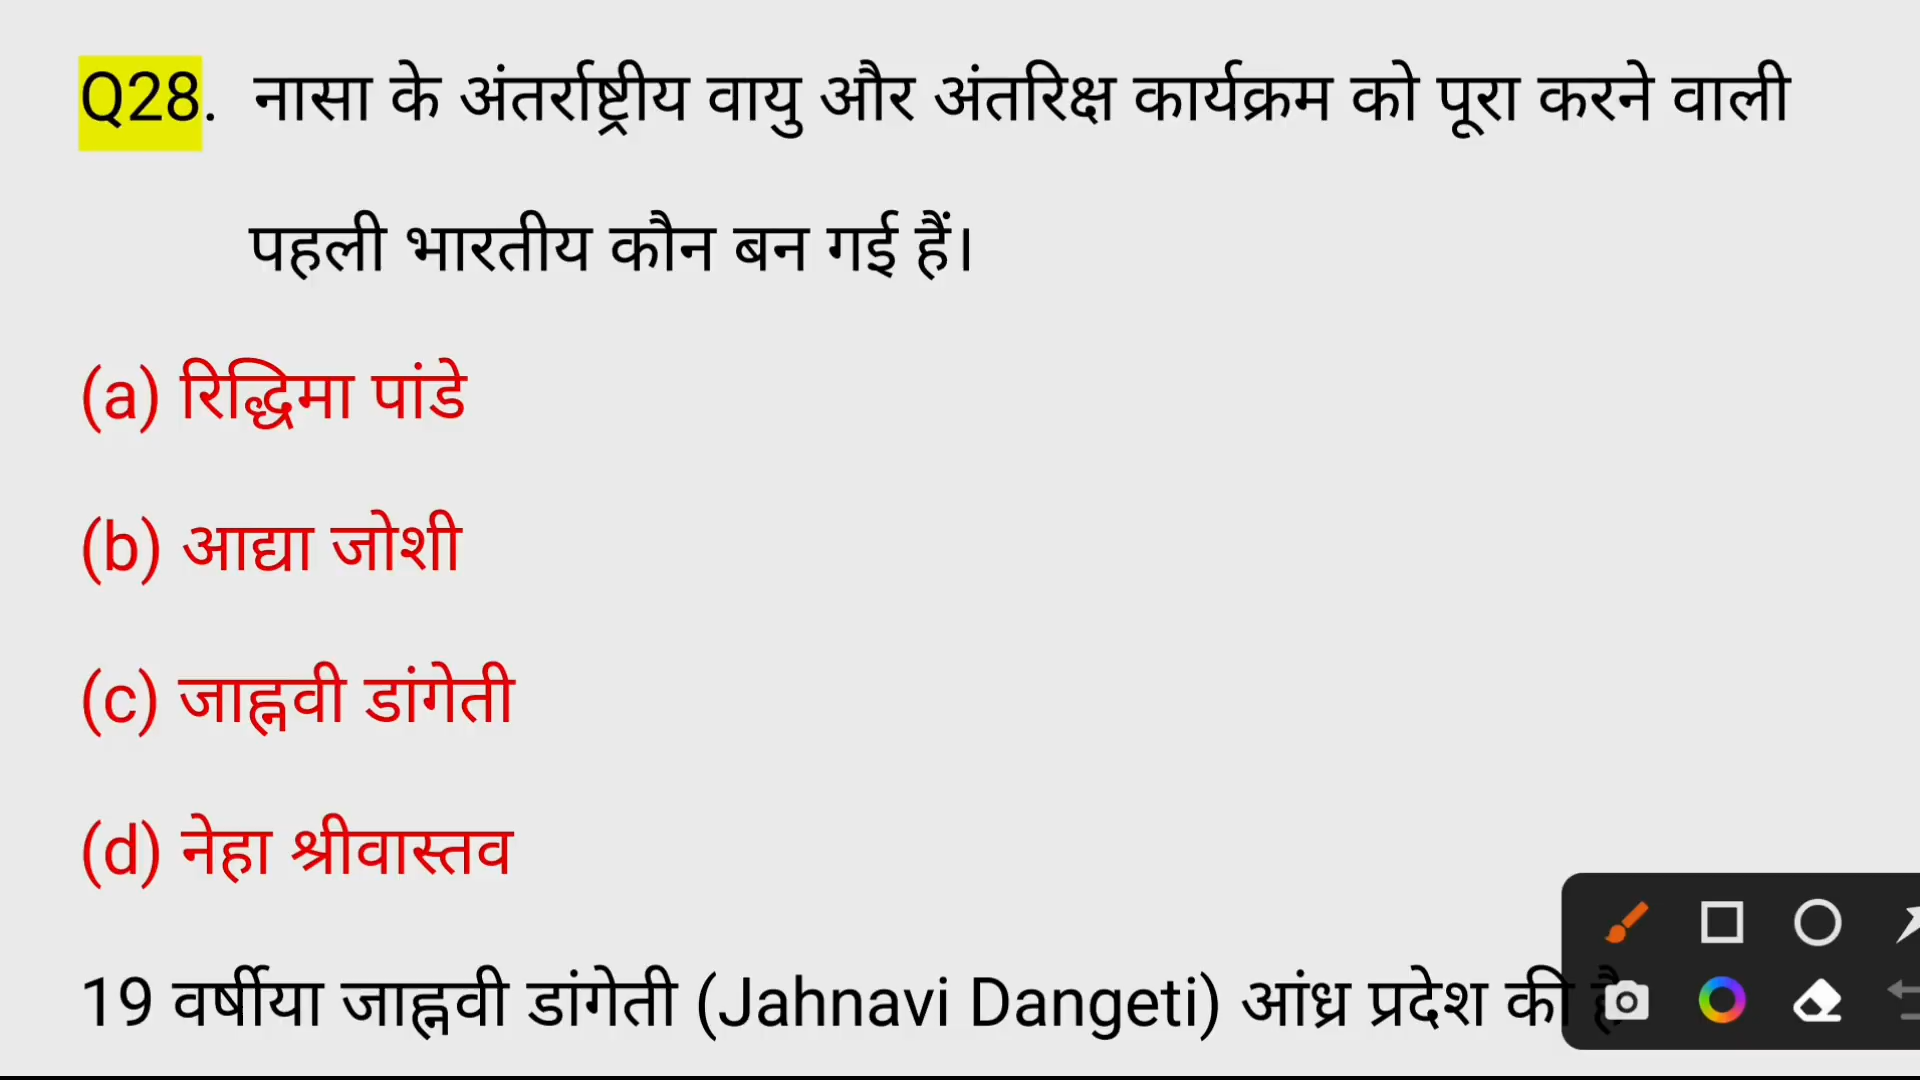 Q28. नासा के अंतर्राष्ट्रीय वायु और अंतरिक्ष कार्यक्रम को पूरा करने वाली
पहली भारतीय कौन बन गई हैं।
(a) रिद्धिमा पांडे
(b) आद्या जोशी
(c) जाह्नवी डांगेती
(d) नेहा श्रीवास्तव
19 वर्षीया जाह्नवी डांगेती (Jahnavi Dangeti) आंध्र प्रदेश की